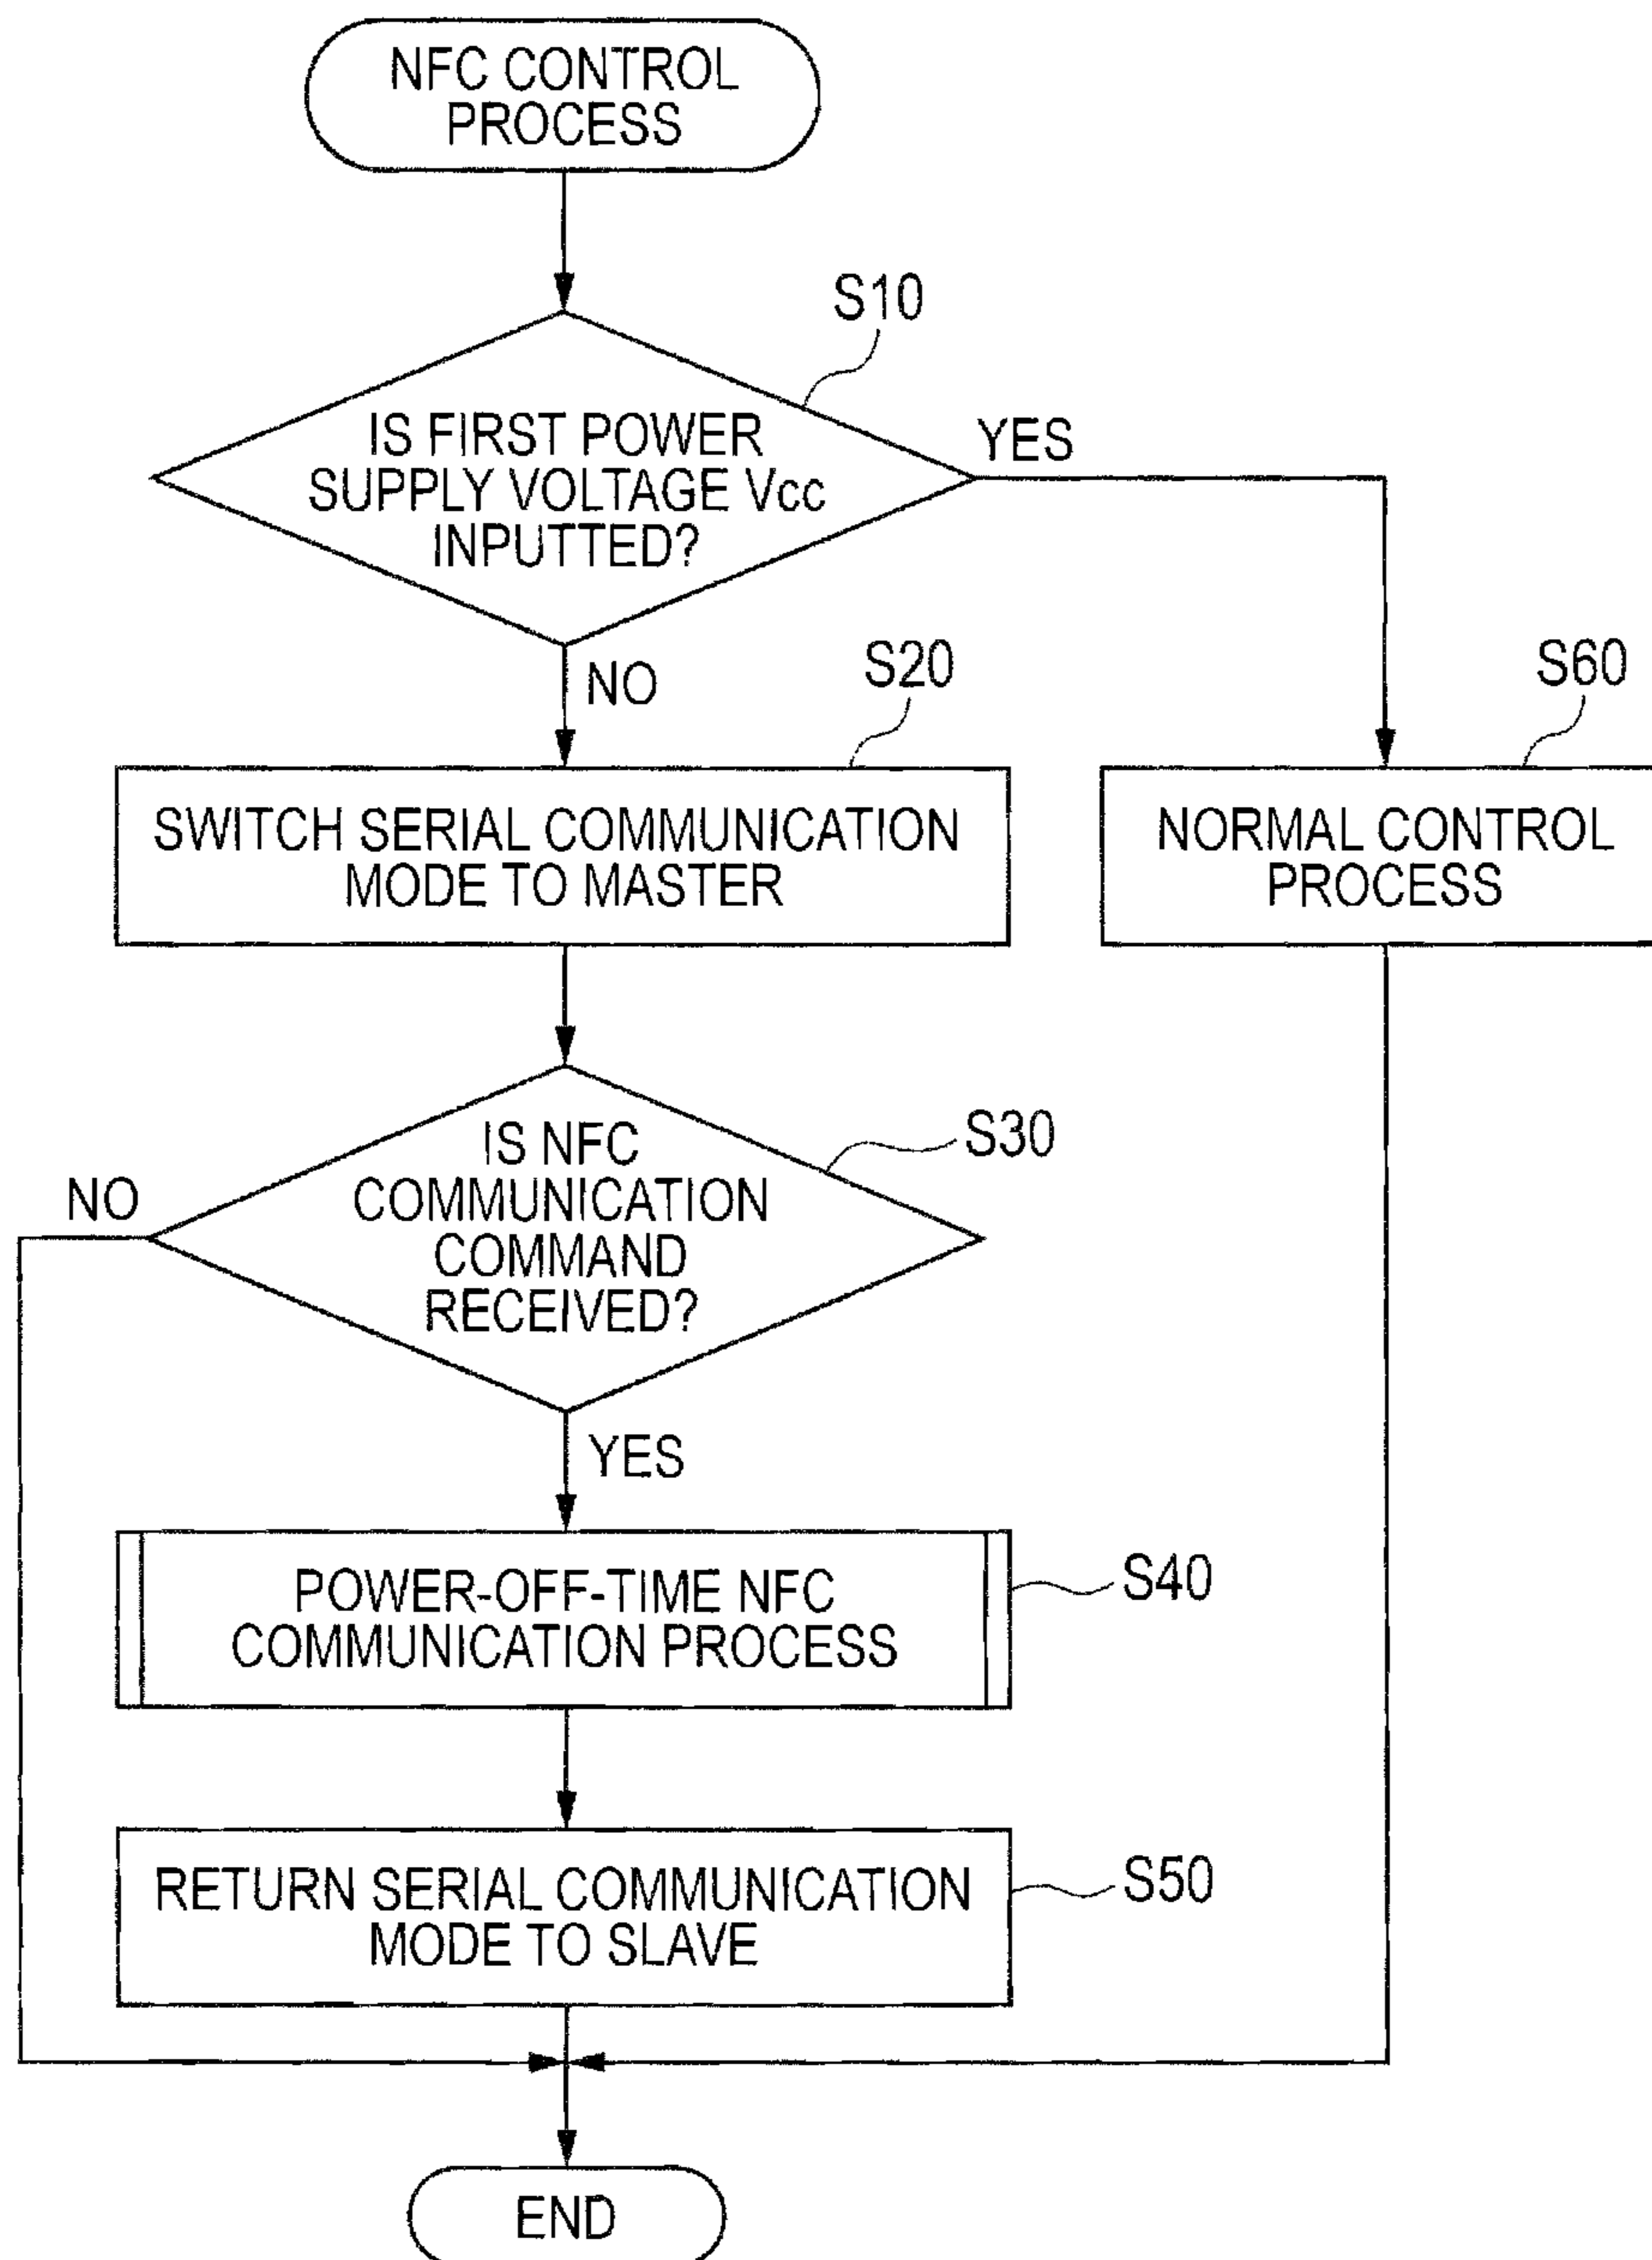 NFC CONTROL
PROCESS
S10
IS FIRST POWER
SUPPLY VOLTAGE Vcc
INPUTTED?
YES
NO
S20
S60
SWITCH SERIAL COMMUNICATION
MODE TO MASTER
NORMAL CONTROL
PROCESS
S30
IS NFC
COMMUNICATION
COMMAND
RECEIVED?
NO
YES
S40
POWER-OFF-TIME NFC
COMMUNICATION PROCESS
S50
RETURN SERIAL COMMUNICATION
MODE TO SLAVE
END